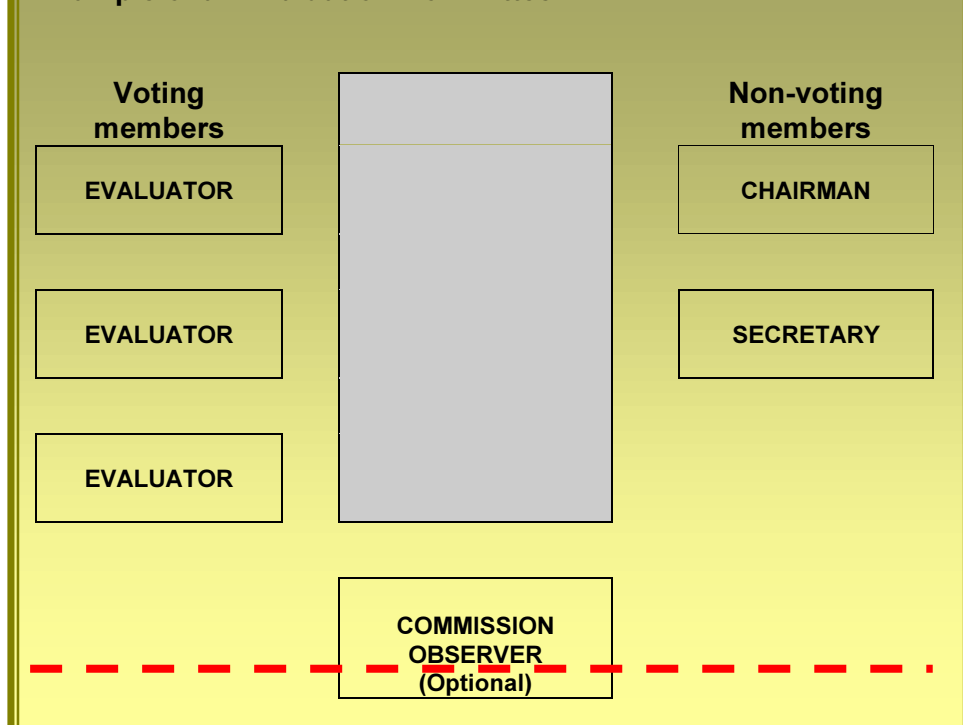 Voting
members
Non-voting
members
EVALUATOR
CHAIRMAN
EVALUATOR
SECRETARY
EVALUATOR
COMMISSION
OBSERVER
(Optional)